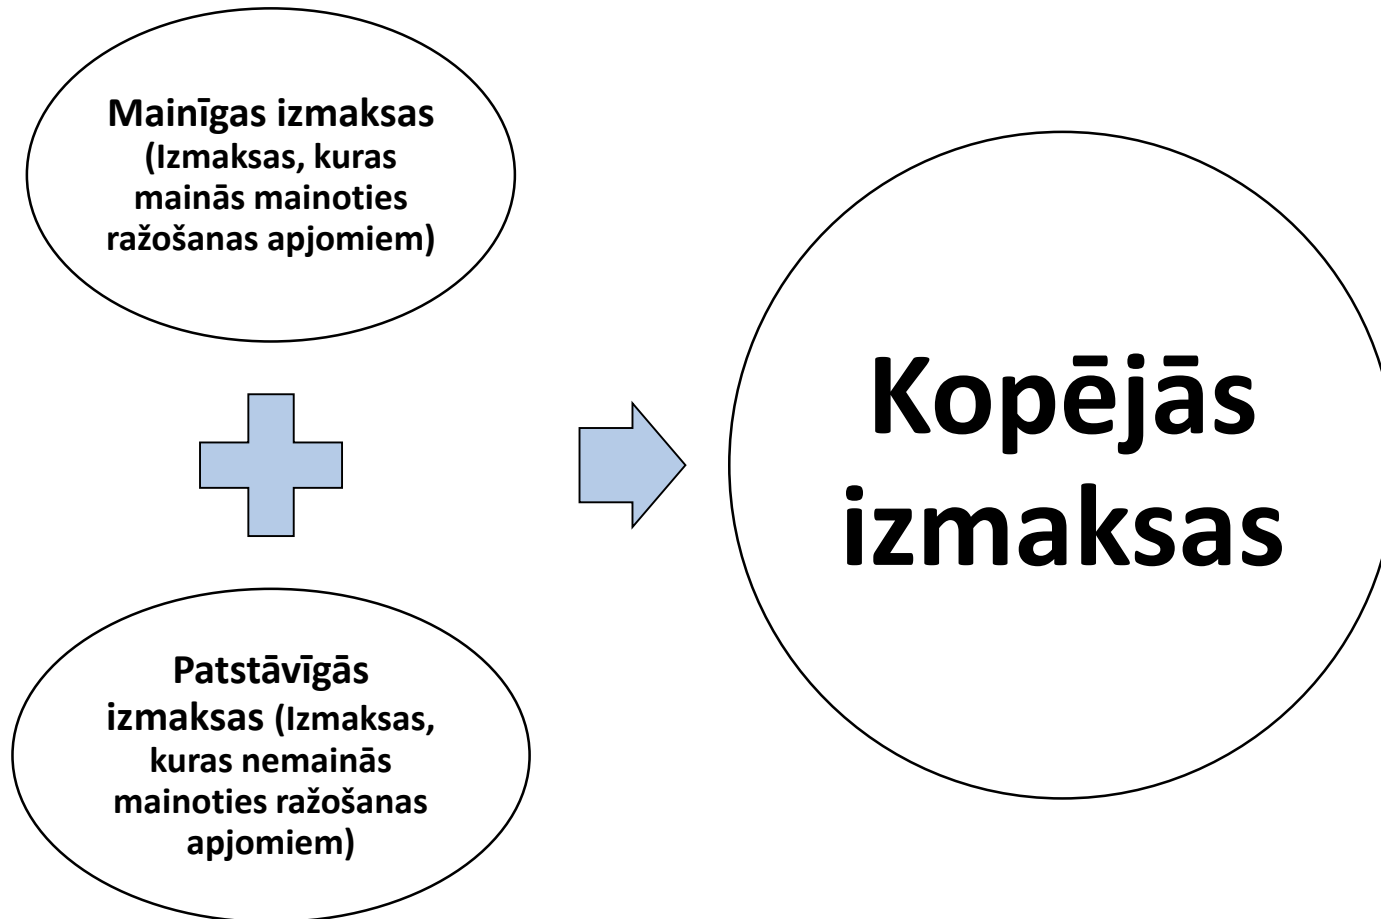 Mainīgas izmaksas
(Izmaksas, kuras
mainās mainoties
ražošanas apjomiem)
Patstāvīgās
izmaksas (Izmaksas,
kuras nemainās
mainoties ražošanas
apjomiem)
Kopējās
izmaksas